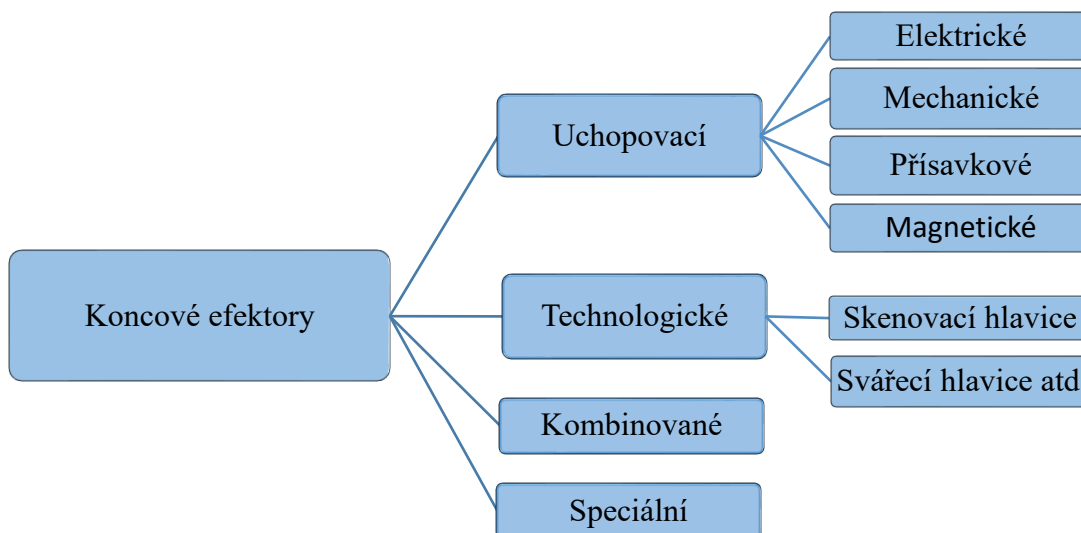 Koncové efektory
Uchopovací
Elektrické
Mechanické
Přísavkové
Magnetické
Technologické
Skenovací hlavice
Svářecí hlavice atd
Kombinované
Speciální